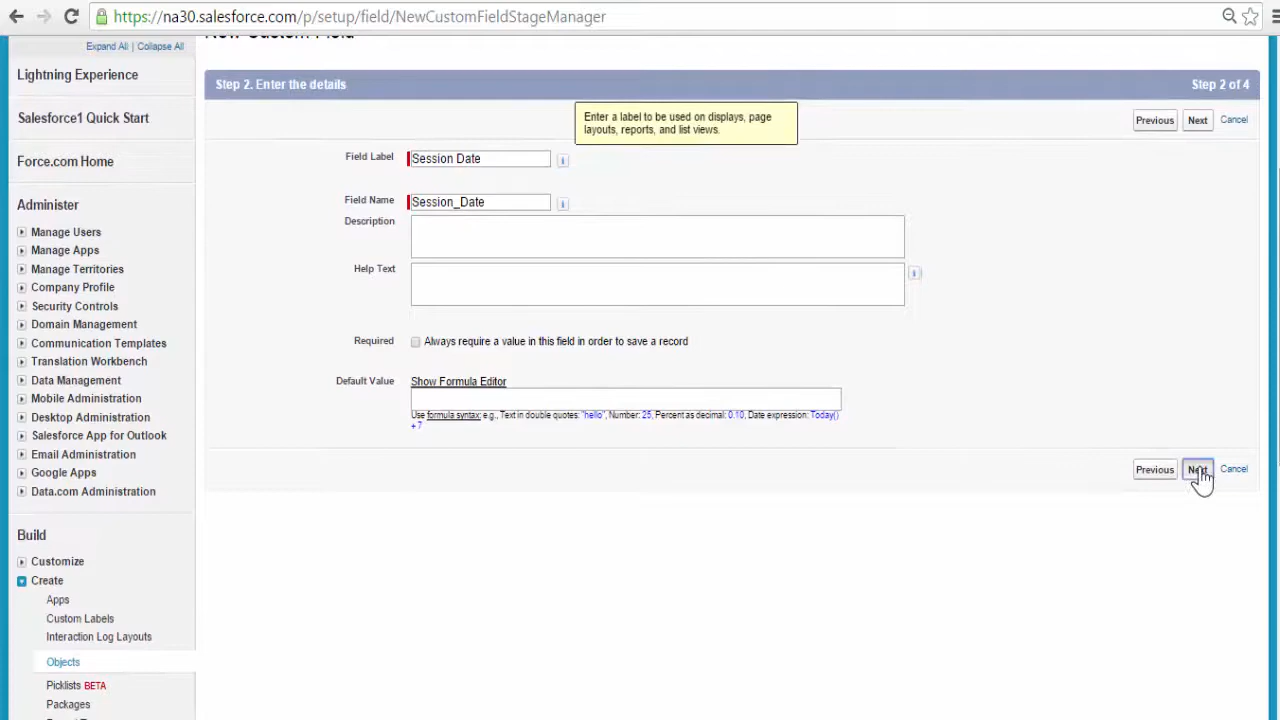 https://na30.salesforce.com/p/setup/field/NewCustomFieldStageManager
Expand All | Collapse All
New Custom Field
Lightning Experience
Salesforce1 Quick Start
Force.com Home
Administer
Manage Users
Manage Apps
Manage Territories
Company Profile
Security Controls
Domain Management
Communication Templates
Translation Workbench
Data Management
Mobile Administration
Desktop Administration
Salesforce App for Outlook
Email Administration
Google Apps
Data.com Administration
Build
Customize
Create
Apps
Custom Labels
Interaction Log Layouts
Objects
Picklists BETA
Packages
Step 2. Enter the details
Step 2 of 4
Enter a label to be used on displays, page
layouts, reports, and list views.
Previous Next Cancel
Field Label Session Date
Field Name Session_Date
Description
Help Text
Required Always require a value in this field in order to save a record
Default Value Show Formula Editor
Use formula syntax: e.g., Text in double quotes: "hello", Number: 25, Percent as decimal: 0.10, Date expression: Today()
+ 7
Previous Next Cancel